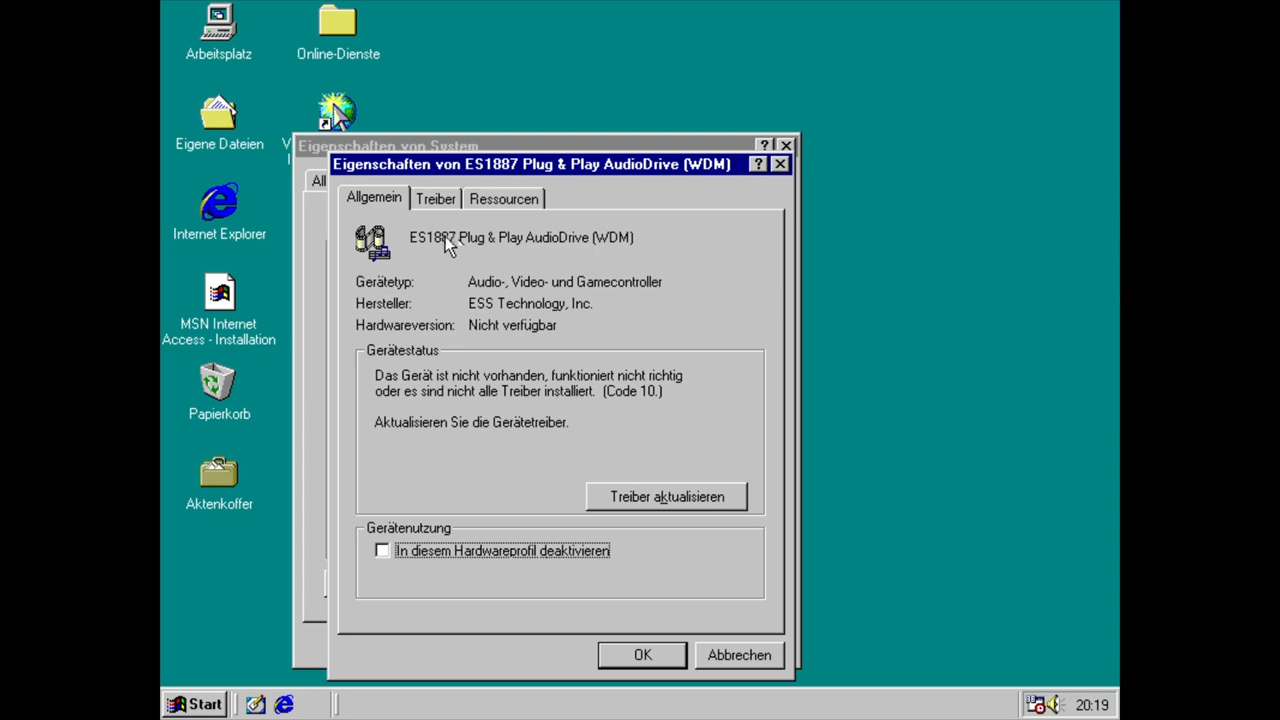 Arbeitsplatz
Online-Dienste
Eigene Dateien
V
I
Internet Explorer
MSN Internet
Access - Installation
Papierkorb
Aktenkoffer
Eigenschaften von System
All
Eigenschaften von ES1887 Plug & Play AudioDrive (WDM)
Allgemein
Treiber
Ressourcen
ES1887 Plug & Play AudioDrive (WDM)
Gerätetyp: Audio-, Video- und Gamecontroller
Hersteller: ESS Technology, Inc.
Hardwareversion: Nicht verfügbar
Gerätestatus
Das Gerät ist nicht vorhanden, funktioniert nicht richtig
oder es sind nicht alle Treiber installiert. (Code 10.)
Aktualisieren Sie die Gerätetreiber.
Treiber aktualisieren
Gerätenutzung
In diesem Hardwareprofil deaktivieren
OK
Abbrechen
Start
20:19